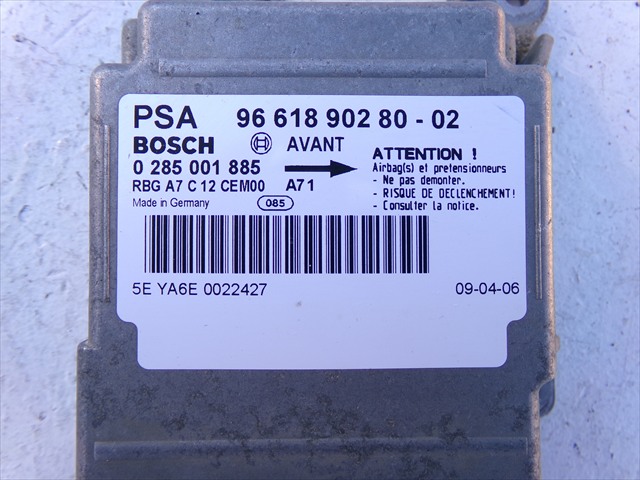 PSA 96 618 902 80 - 02
BOSCH AVANT
0 285 001 885
RBG A7 C 12 CEM00 A71
Made in Germany 085
ATTENTION !
Airbag(s) et pretensionneurs
- Ne pas demonter.
- RISQUE DE DECLENCHEMENT!
- Consulter la notice.
5E YA6E 0022427 09-04-06